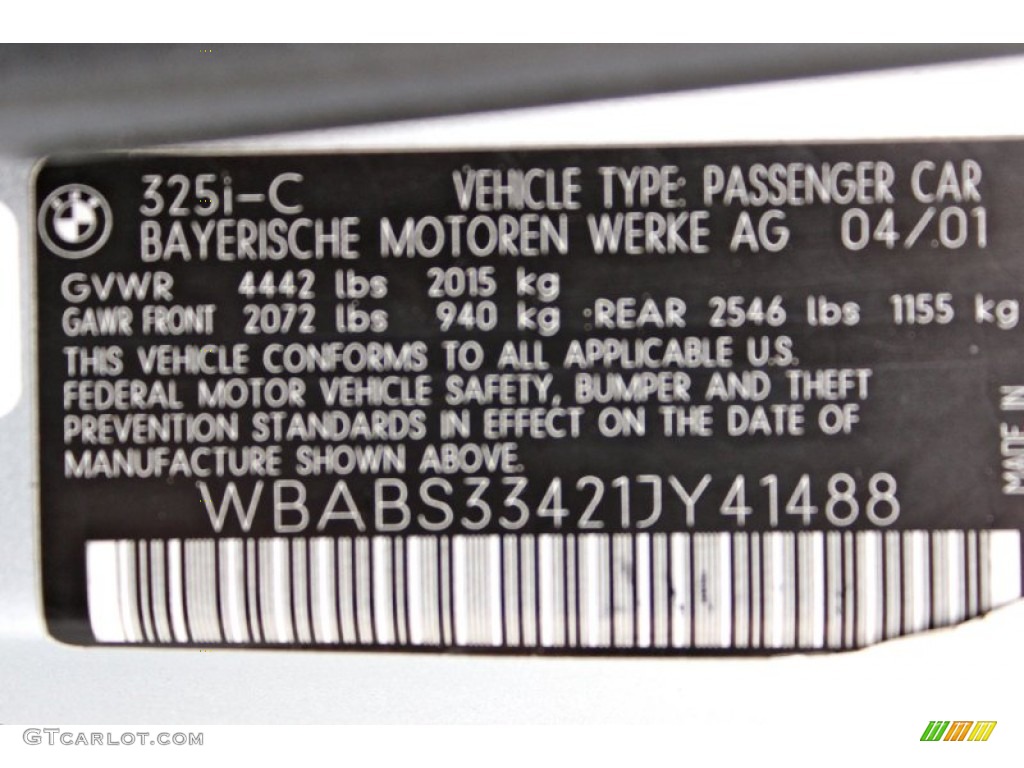 325i-C VEHICLE TYPE: PASSENGER CAR
BAYERISCHE MOTOREN WERKE AG 04/01
GVWR 4442 lbs 2015 kg
GAWR FRONT 2072 lbs 940 kg :REAR 2546 lbs 1155 kg
THIS VEHICLE CONFORMS TO ALL APPLICABLE U.S.
FEDERAL MOTOR VEHICLE SAFETY, BUMPER AND THEFT
PREVENTION STANDARDS IN EFFECT ON THE DATE OF
MANUFACTURE SHOWN ABOVE.
WBABS33421JY41488
MADE IN
GTCARLOT.COM